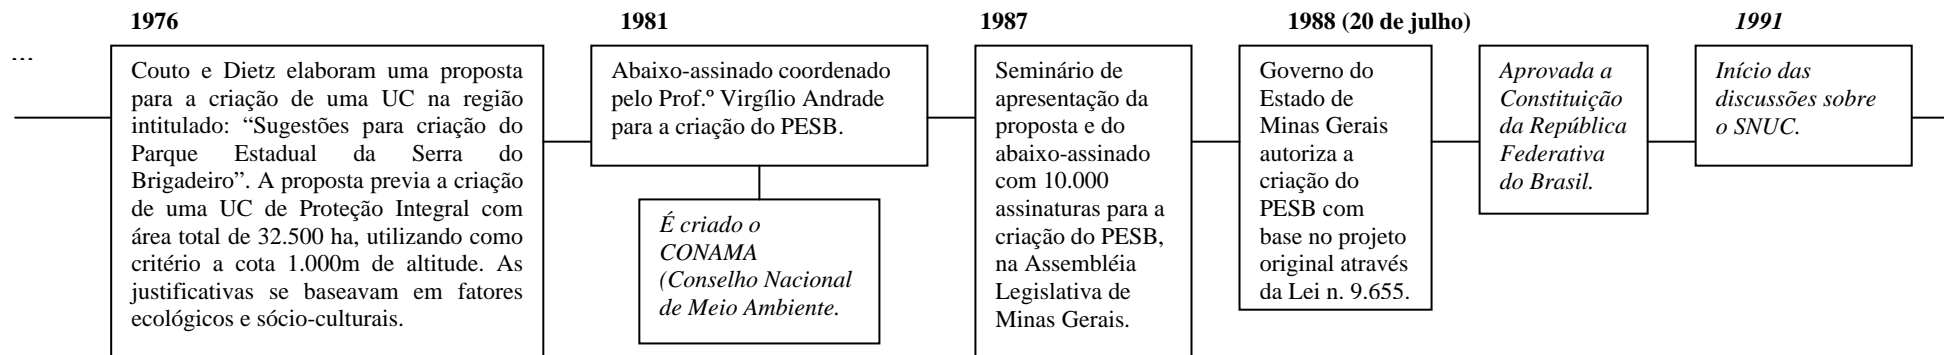 1976
1981
1987
1988 (20 de julho)
1991
...
Couto e Dietz elaboram uma proposta
para a criação de uma UC na região
intitulado: “Sugestões para criação do
Parque Estadual da Serra do
Brigadeiro”. A proposta previa a criação
de uma UC de Proteção Integral com
área total de 32.500 ha, utilizando como
critério a cota 1.000m de altitude. As
justificativas se baseavam em fatores
ecológicos e sócio-culturais.
Abaixo-assinado coordenado
pelo Prof.º Virgílio Andrade
para a criação do PESB.
É criado o
CONAMA
(Conselho Nacional
de Meio Ambiente.
Seminário de
apresentação da
proposta e do
abaixo-assinado
com 10.000
assinaturas para a
criação do PESB,
na Assembléia
Legislativa de
Minas Gerais.
Governo do
Estado de
Minas Gerais
autoriza a
criação do
PESB com
base no projeto
original através
da Lei n. 9.655.
Aprovada a
Constituição
da República
Federativa
do Brasil.
Início das
discussões sobre
o SNUC.